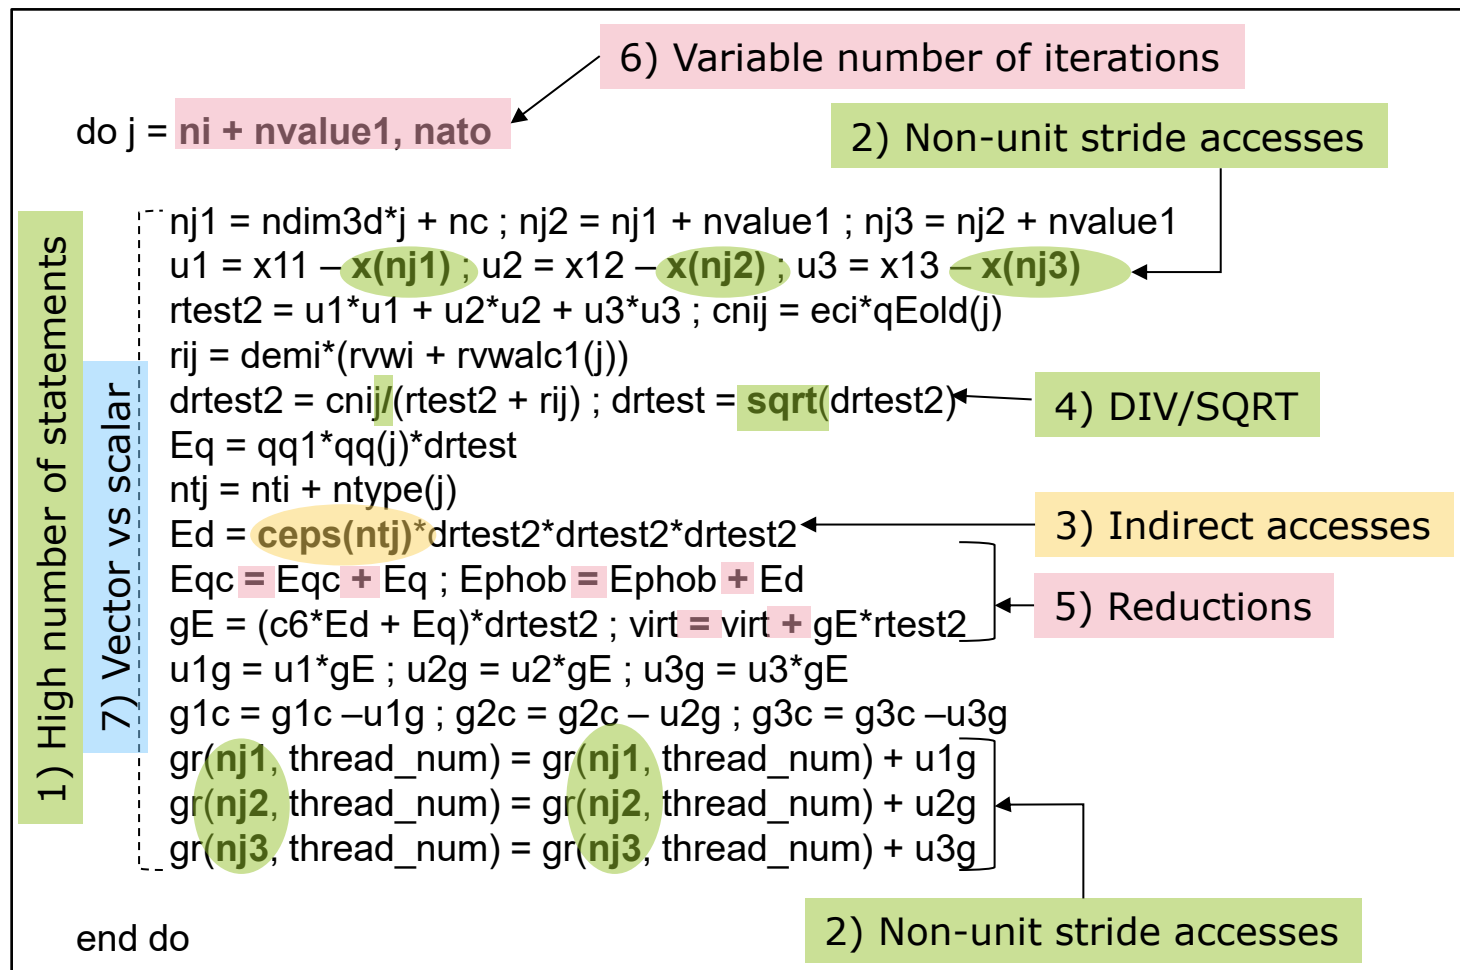 6) Variable number of iterations
do j = ni + nvalue1, nato
2) Non-unit stride accesses
1) High number of statements
7) Vector vs scalar
nj1 = ndim3d*j + nc ; nj2 = nj1 + nvalue1 ; nj3 = nj2 + nvalue1
u1 = x11 – x(nj1) ; u2 = x12 – x(nj2) ; u3 = x13 – x(nj3)
rtest2 = u1*u1 + u2*u2 + u3*u3 ; cnij = eci*qEold(j)
rij = demi*(rvwi + rvwalc1(j))
drtest2 = cnij/(rtest2 + rij) ; drtest = sqrt(drtest2)
4) DIV/SQRT
Eq = qq1*qq(j)*drtest
ntj = nti + ntype(j)
Ed = ceps(ntj)*drtest2*drtest2*drtest2
3) Indirect accesses
Eqc = Eqc + Eq ; Ephob = Ephob + Ed
gE = (c6*Ed + Eq)*drtest2 ; virt = virt + gE*rtest2
5) Reductions
u1g = u1*gE ; u2g = u2*gE ; u3g = u3*gE
g1c = g1c –u1g ; g2c = g2c – u2g ; g3c = g3c –u3g
gr(nj1, thread_num) = gr(nj1, thread_num) + u1g
gr(nj2, thread_num) = gr(nj2, thread_num) + u2g
gr(nj3, thread_num) = gr(nj3, thread_num) + u3g
2) Non-unit stride accesses
end do